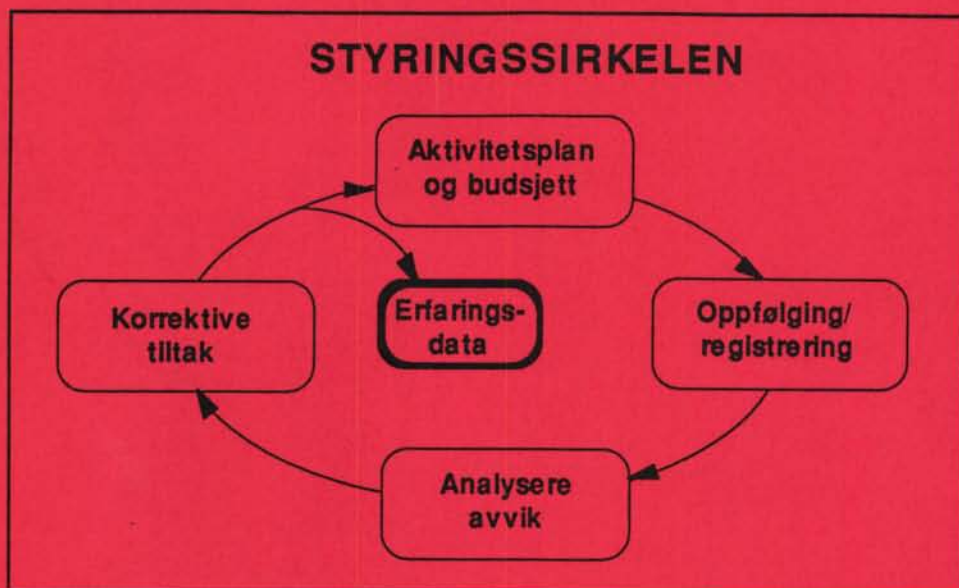 STYRINGSSIRKELEN
Aktivitetsplan
og budsjett
Korrektive
tiltak
Erfarings-
data
Oppfølging/
registrering
Analysere
avvik